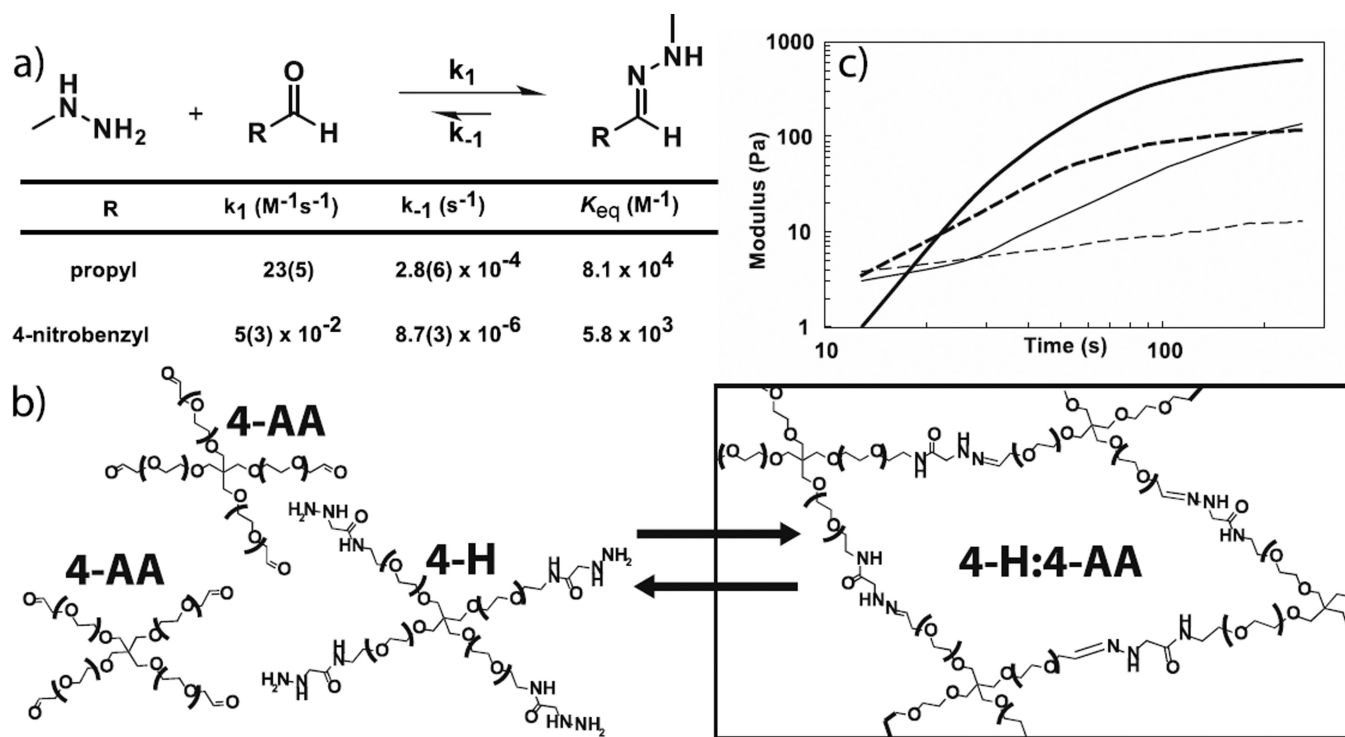 a)
H
N
NH2
+
O
R
H
k1
k-1
N
NH
R
H
R k1 (M-1s-1) k-1 (s-1) Keq (M-1)
propyl 23(5) 2.8(6) x 10-4 8.1 x 104
4-nitrobenzyl 5(3) x 10-2 8.7(3) x 10-6 5.8 x 103
c)
Modulus (Pa)
1000
100
10
1
10
100
Time (s)
b)
4-AA
4-AA
4-H
4-H:4-AA